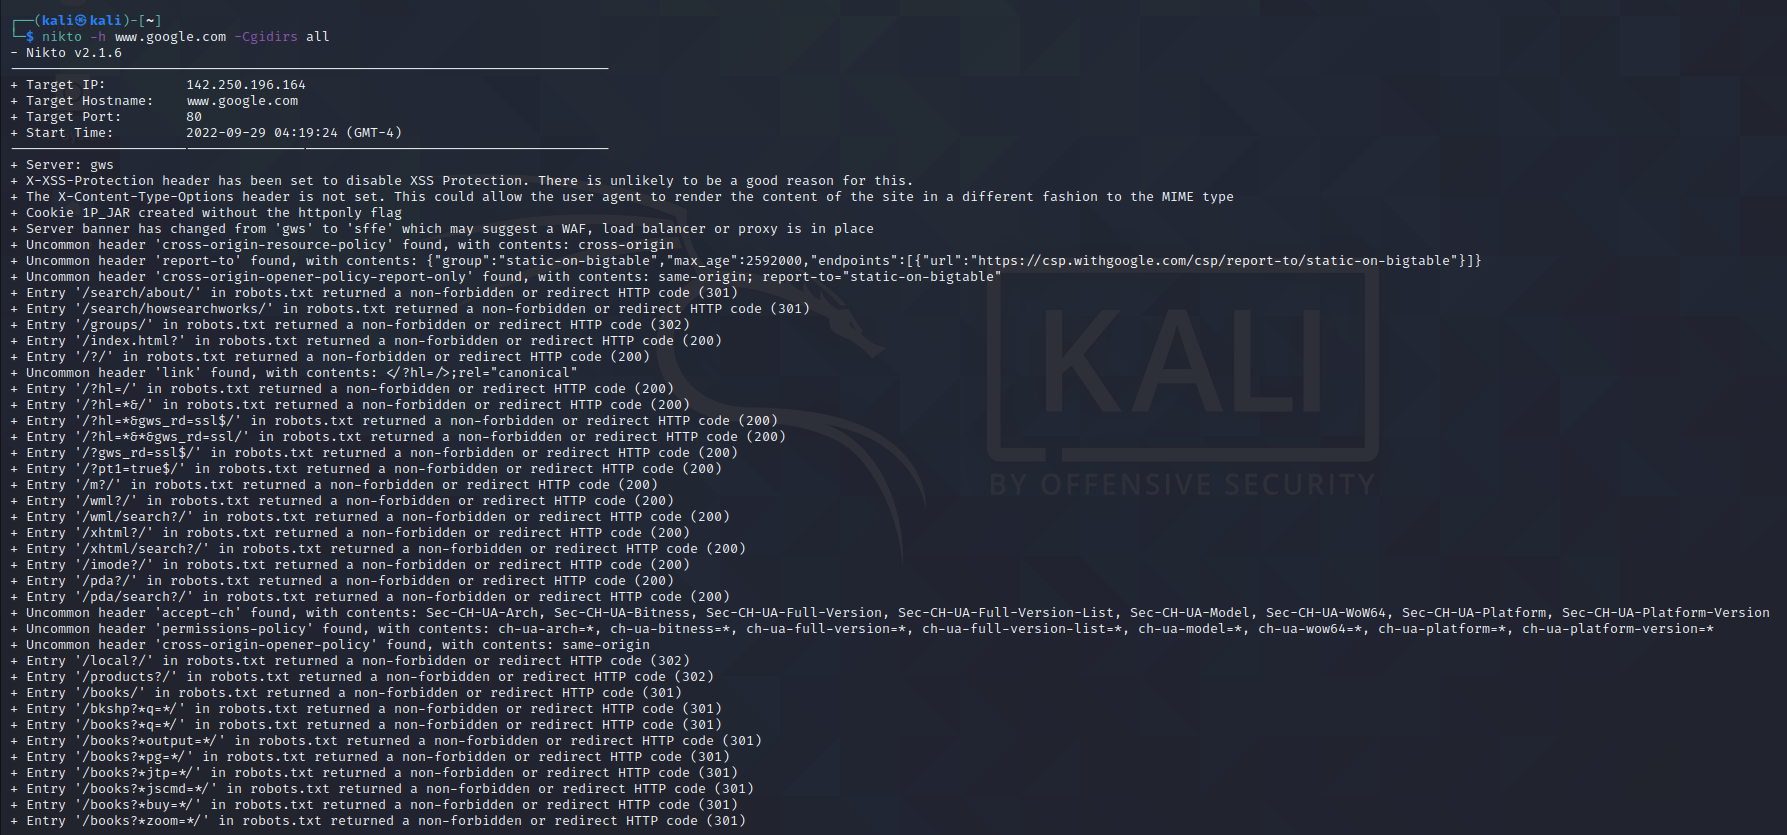 ┌──(kali㉿kali)-[~]
└─$ nikto -h www.google.com -Cgidirs all
- Nikto v2.1.6
---------------------------------------------------------------------------
+ Target IP:          142.250.196.164
+ Target Hostname:    www.google.com
+ Target Port:        80
+ Start Time:         2022-09-29 04:19:24 (GMT-4)
---------------------------------------------------------------------------
+ Server: gws
+ X-XSS-Protection header has been set to disable XSS Protection. There is unlikely to be a good reason for this.
+ The X-Content-Type-Options header is not set. This could allow the user agent to render the content of the site in a different fashion to the MIME type
+ Cookie 1P_JAR created without the httponly flag
+ Server banner has changed from 'gws' to 'sffe' which may suggest a WAF, load balancer or proxy is in place
+ Uncommon header 'cross-origin-resource-policy' found, with contents: cross-origin
+ Uncommon header 'report-to' found, with contents: {"group":"static-on-bigtable","max_age":2592000,"endpoints":[{"url":"https://csp.withgoogle.com/csp/report-to/static-on-bigtable"}]}
+ Uncommon header 'cross-origin-opener-policy-report-only' found, with contents: same-origin; report-to="static-on-bigtable"
+ Entry '/search/about/' in robots.txt returned a non-forbidden or redirect HTTP code (301)
+ Entry '/search/howsearchworks/' in robots.txt returned a non-forbidden or redirect HTTP code (301)
+ Entry '/groups/' in robots.txt returned a non-forbidden or redirect HTTP code (302)
+ Entry '/index.html?' in robots.txt returned a non-forbidden or redirect HTTP code (200)
+ Entry '/?/' in robots.txt returned a non-forbidden or redirect HTTP code (200)
+ Uncommon header 'link' found, with contents: </?hl=/>;rel="canonical"
+ Entry '/?hl=/' in robots.txt returned a non-forbidden or redirect HTTP code (200)
+ Entry '/?hl=*&/' in robots.txt returned a non-forbidden or redirect HTTP code (200)
+ Entry '/?hl=*&gws_rd=ssl$/' in robots.txt returned a non-forbidden or redirect HTTP code (200)
+ Entry '/?hl=*&*&gws_rd=ssl/' in robots.txt returned a non-forbidden or redirect HTTP code (200)
+ Entry '/?gws_rd=ssl$/' in robots.txt returned a non-forbidden or redirect HTTP code (200)
+ Entry '/?pt1=true$/' in robots.txt returned a non-forbidden or redirect HTTP code (200)
+ Entry '/m?/' in robots.txt returned a non-forbidden or redirect HTTP code (200)
+ Entry '/wml?/' in robots.txt returned a non-forbidden or redirect HTTP code (200)
+ Entry '/wml/search?/' in robots.txt returned a non-forbidden or redirect HTTP code (200)
+ Entry '/xhtml?/' in robots.txt returned a non-forbidden or redirect HTTP code (200)
+ Entry '/xhtml/search?/' in robots.txt returned a non-forbidden or redirect HTTP code (200)
+ Entry '/imode?/' in robots.txt returned a non-forbidden or redirect HTTP code (200)
+ Entry '/pda?/' in robots.txt returned a non-forbidden or redirect HTTP code (200)
+ Entry '/pda/search?/' in robots.txt returned a non-forbidden or redirect HTTP code (200)
+ Uncommon header 'accept-ch' found, with contents: Sec-CH-UA-Arch, Sec-CH-UA-Bitness, Sec-CH-UA-Full-Version, Sec-CH-UA-Full-Version-List, Sec-CH-UA-Model, Sec-CH-UA-WoW64, Sec-CH-UA-Platform, Sec-CH-UA-Platform-Version
+ Uncommon header 'permissions-policy' found, with contents: ch-ua-arch=*, ch-ua-bitness=*, ch-ua-full-version=*, ch-ua-full-version-list=*, ch-ua-model=*, ch-ua-wow64=*, ch-ua-platform=*, ch-ua-platform-version=*
+ Uncommon header 'cross-origin-opener-policy' found, with contents: same-origin
+ Entry '/local?/' in robots.txt returned a non-forbidden or redirect HTTP code (302)
+ Entry '/products?/' in robots.txt returned a non-forbidden or redirect HTTP code (302)
+ Entry '/books/' in robots.txt returned a non-forbidden or redirect HTTP code (301)
+ Entry '/bkshp?*q=*/' in robots.txt returned a non-forbidden or redirect HTTP code (301)
+ Entry '/books?*q=*/' in robots.txt returned a non-forbidden or redirect HTTP code (301)
+ Entry '/books?*output=*/' in robots.txt returned a non-forbidden or redirect HTTP code (301)
+ Entry '/books?*pg=*/' in robots.txt returned a non-forbidden or redirect HTTP code (301)
+ Entry '/books?*jtp=*/' in robots.txt returned a non-forbidden or redirect HTTP code (301)
+ Entry '/books?*jscmd=*/' in robots.txt returned a non-forbidden or redirect HTTP code (301)
+ Entry '/books?*buy=*/' in robots.txt returned a non-forbidden or redirect HTTP code (301)
+ Entry '/books?*zoom=*/' in robots.txt returned a non-forbidden or redirect HTTP code (301)
KALI
BY OFFENSIVE SECURITY